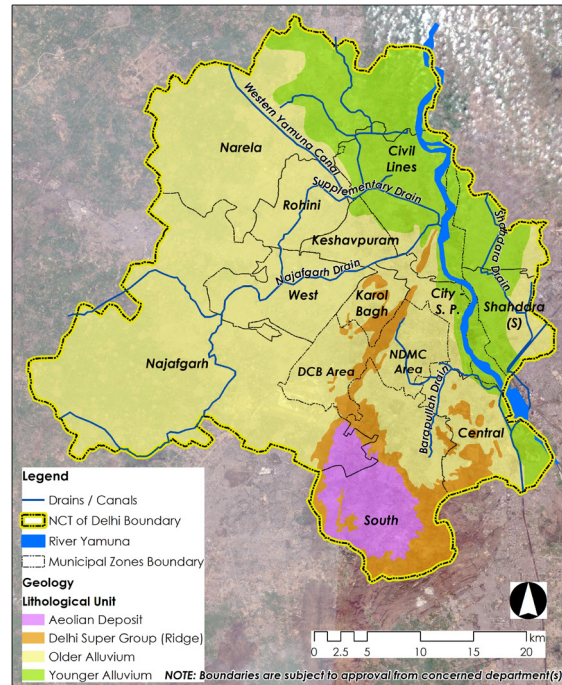 Narela
Western Yamuna Canal
Civil
Lines
Supplementary Drain
Rohini
Keshavpuram
Shahdara Drain
Najafgarh Drain
West
Karol
Bagh
City -
S. P.
Shahdara
(S)
Najafgarh
DCB Area
NDMC
Area
Barapullah Drain
Central
South
Legend
Drains / Canals
NCT of Delhi Boundary
River Yamuna
Municipal Zones Boundary
Geology
Lithological Unit
Aeolian Deposit
Delhi Super Group (Ridge)
Older Alluvium
Younger Alluvium
0 2.5 5 10 15 20 km
NOTE: Boundaries are subject to approval from concerned department(s)